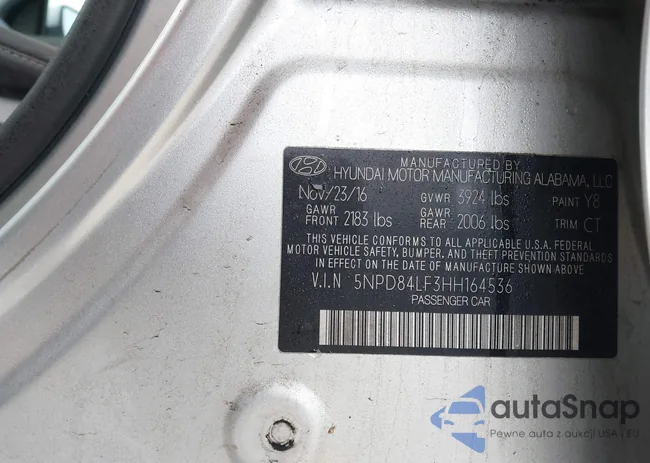 MANUFACTURED BY
HYUNDAI MOTOR MANUFACTURING ALABAMA, LLC
Nov/23/16 GVWR 3924 lbs PAINT Y8
GAWR FRONT 2183 lbs GAWR REAR 2006 lbs TRIM CT
THIS VEHICLE CONFORMS TO ALL APPLICABLE U.S.A. FEDERAL
MOTOR VEHICLE SAFETY, BUMPER, AND THEFT PREVENTION STANDARDS
IN EFFECT ON THE DATE OF MANUFACTURE SHOWN ABOVE
V.I.N 5NPD84LF3HH164536
PASSENGER CAR
autaSnap
Pewne auta z aukcji USA i EU